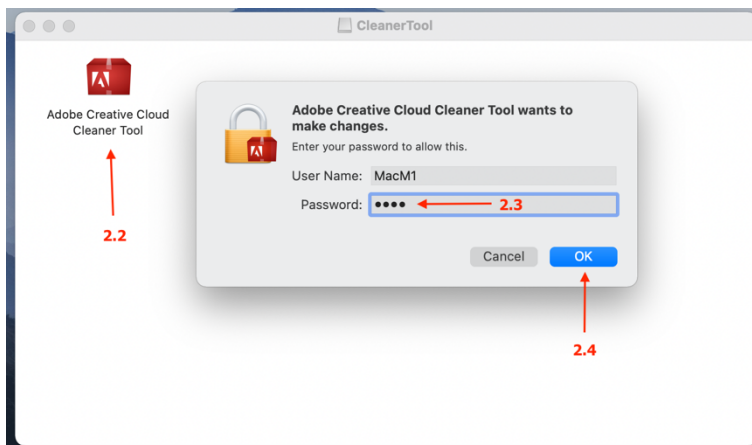 CleanerTool
Adobe Creative Cloud
Cleaner Tool
2.2
Adobe Creative Cloud Cleaner Tool wants to
make changes.
Enter your password to allow this.
User Name: MacM1
Password: ●●●● 2.3
Cancel OK
2.4